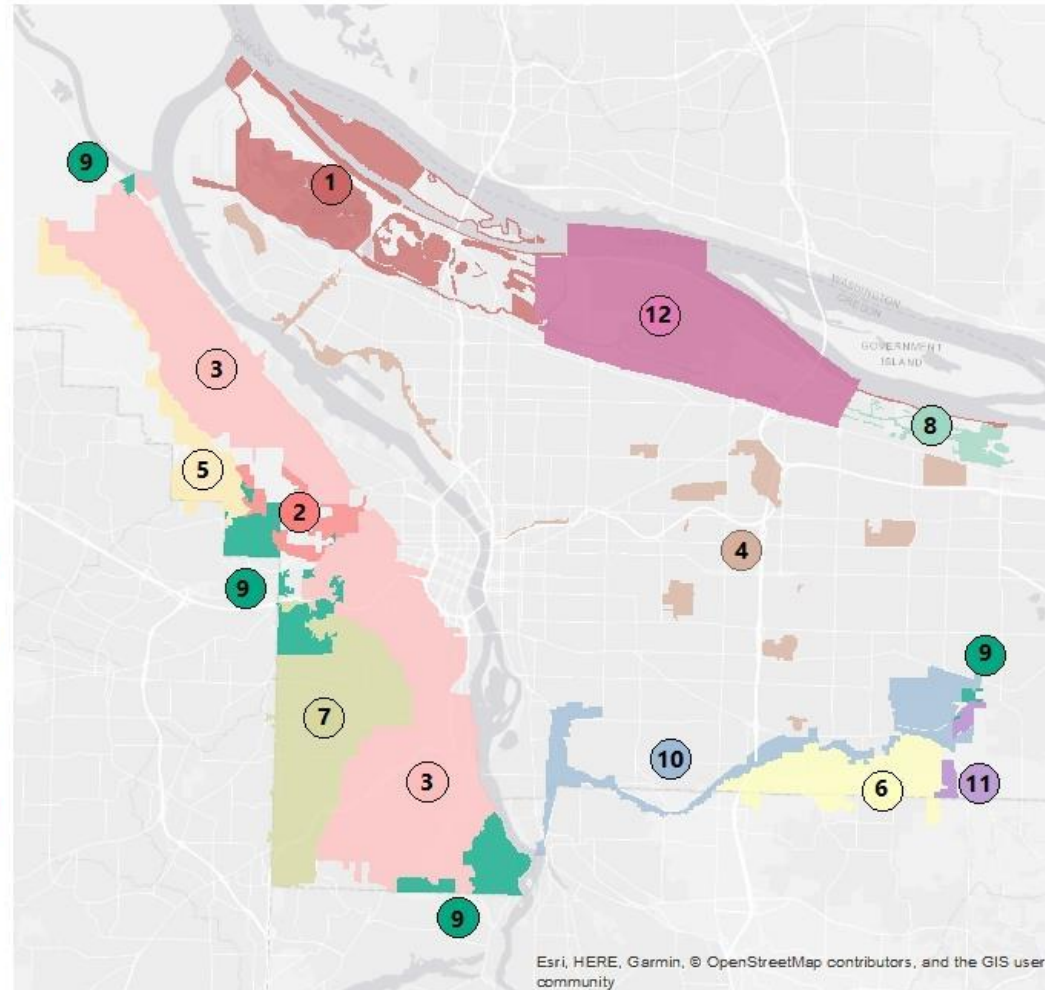 OREGON
9
1
12
WASHINGTON
OREGON
GOVERNMENT
ISLAND
3
8
5
2
4
9
9
7
10
3
6
11
9
Esri, HERE, Garmin, © OpenStreetMap contributors, and the GIS user
community